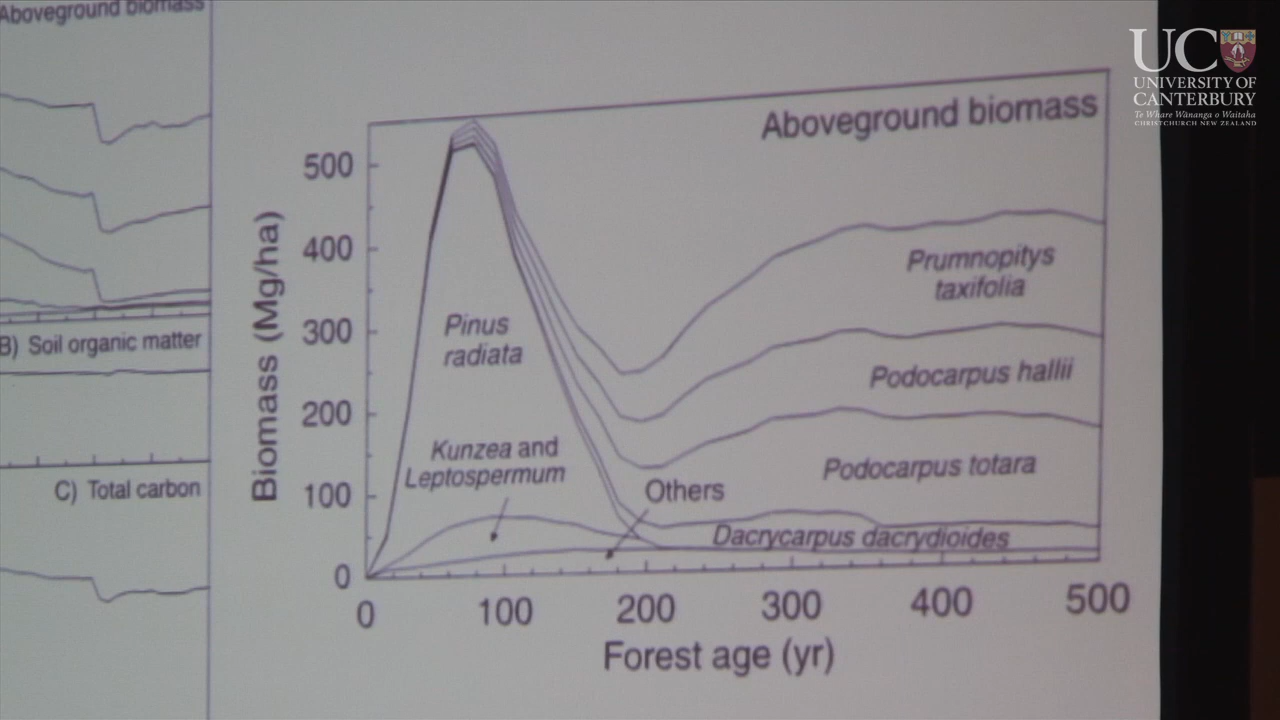 Aboveground biomass
B) Soil organic matter
C) Total carbon
Aboveground biomass
Biomass (Mg/ha)
500
400
300
200
100
0
Pinus
radiata
Kunzea and
Leptospermum
Others
Prumnopitys
taxifolia
Podocarpus hallii
Podocarpus totara
Dacrycarpus dacrydioides
0 100 200 300 400 500
Forest age (yr)
UC
UNIVERSITY OF
CANTERBURY
Te Whare Wānanga o Waitaha
CHRISTCHURCH NEW ZEALAND